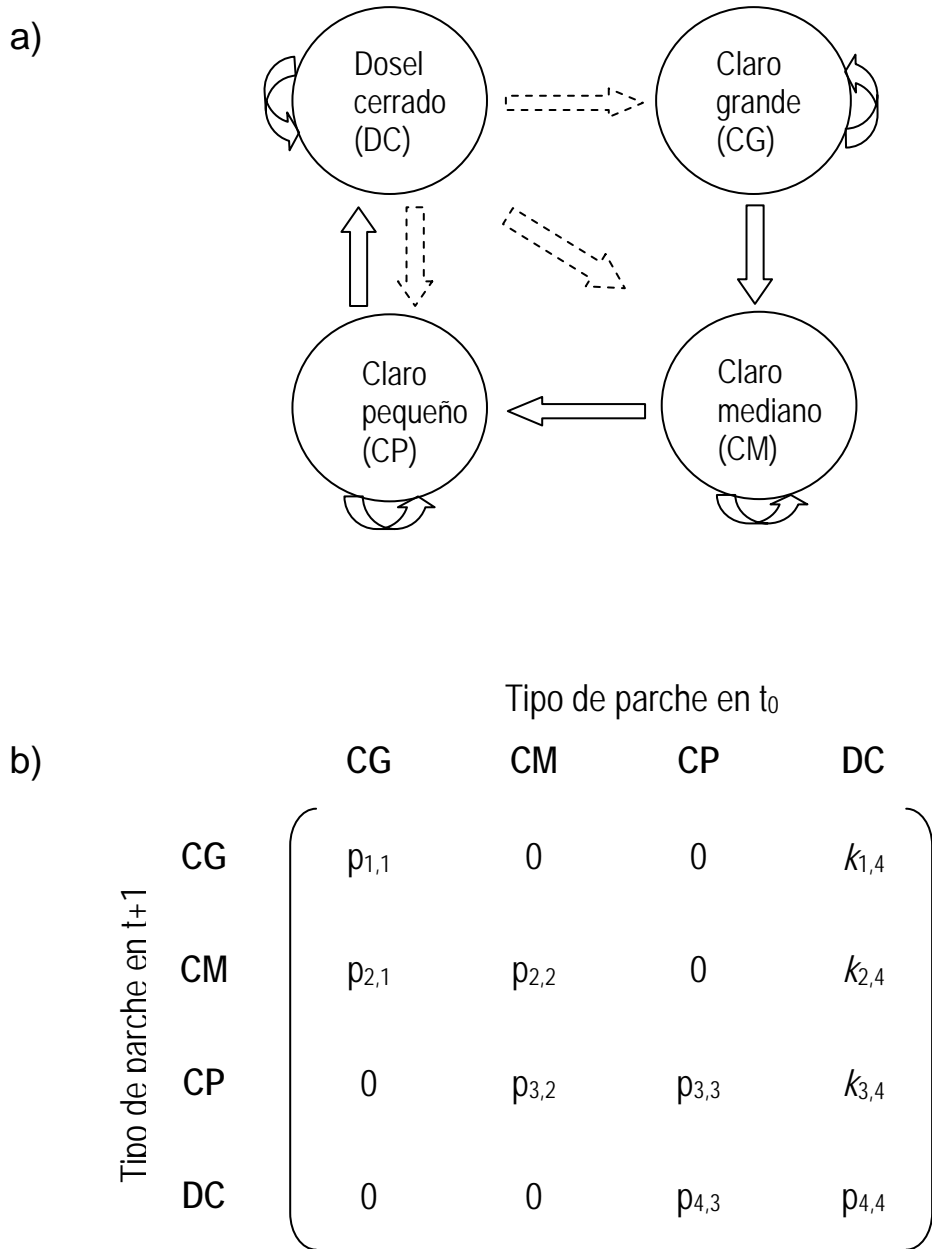 a)
Dosel
cerrado
(DC)
Claro
grande
(CG)
Claro
pequeño
(CP)
Claro
mediano
(CM)
Tipo de parche en t0
b)
CG CM CP DC
Tipo de parche en t+1
CG p1,1 0 0 k1,4
CM p2,1 p2,2 0 k2,4
CP 0 p3,2 p3,3 k3,4
DC 0 0 p4,3 p4,4